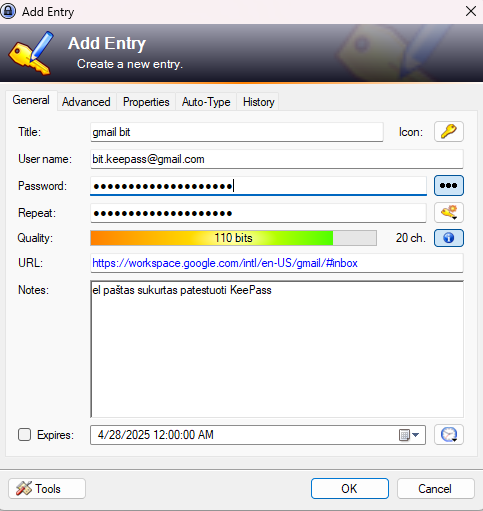 Add Entry
Add Entry
Create a new entry.
General Advanced Properties Auto-Type History
Title: gmail bit Icon:
User name: bit.keepass@gmail.com
Password: ●●●●●●●●●●●●●●●●●●●●
Repeat: ●●●●●●●●●●●●●●●●●●●●
Quality: 110 bits 20 ch.
URL: https://workspace.google.com/intl/en-US/gmail/#inbox
Notes: el paštas sukurtas patestuoti KeePass
Expires: 4/28/2025 12:00:00 AM
Tools OK Cancel